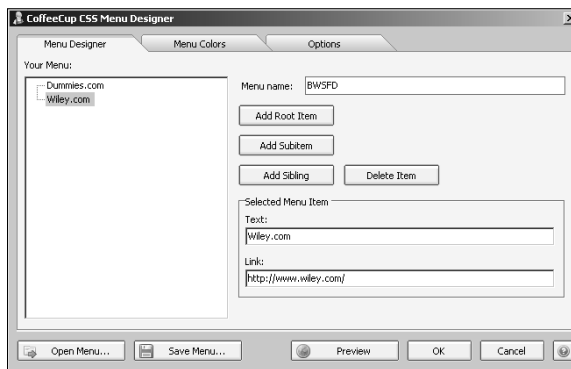 CoffeeCup CSS Menu Designer
Menu Designer
Menu Colors
Options
Your Menu:
Dummies.com
Wiley.com
Menu name:
BWSFD
Add Root Item
Add Subitem
Add Sibling
Delete Item
Selected Menu Item
Text:
Wiley.com
Link:
http://www.wiley.com/
Open Menu...
Save Menu...
Preview
OK
Cancel